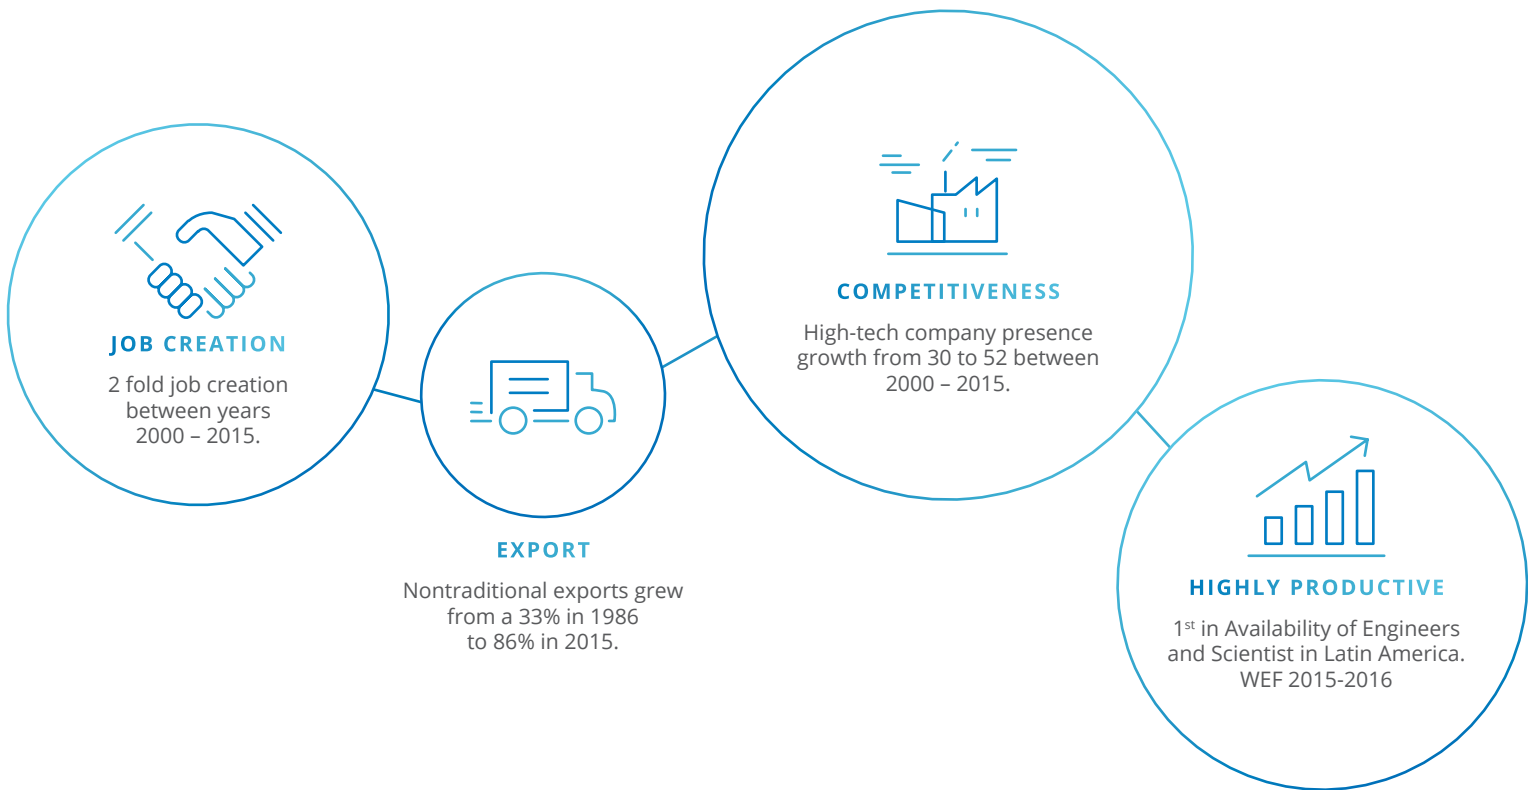 JOB CREATION
2 fold job creation
between years
2000 – 2015.
EXPORT
Nontraditional exports grew
from a 33% in 1986
to 86% in 2015.
COMPETITIVENESS
High-tech company presence
growth from 30 to 52 between
2000 – 2015.
HIGHLY PRODUCTIVE
1st in Availability of Engineers
and Scientist in Latin America.
WEF 2015-2016